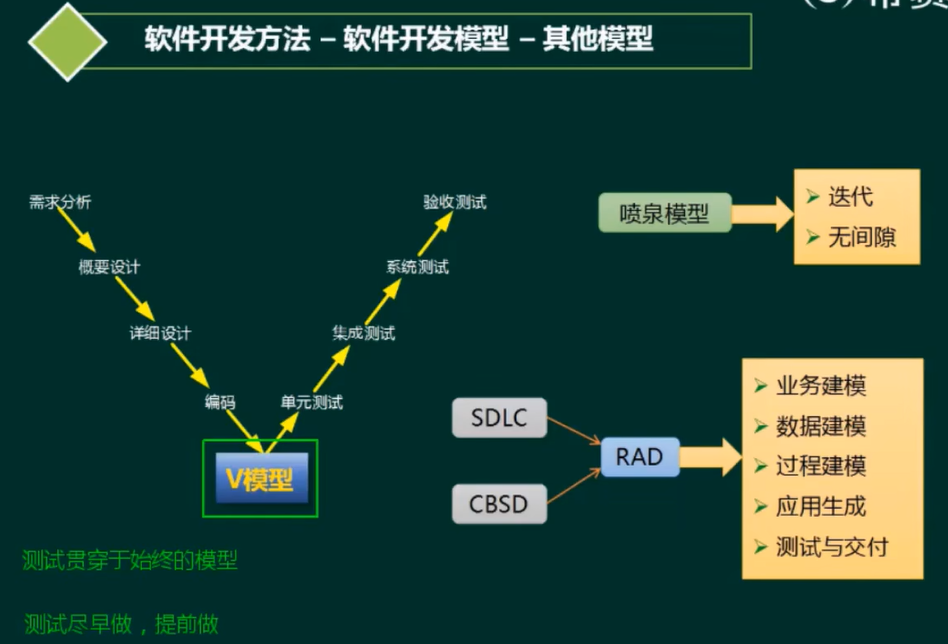 软件开发方法 – 软件开发模型 – 其他模型
需求分析
概要设计
详细设计
编码
V模型
单元测试
集成测试
系统测试
验收测试
测试贯穿于始终的模型
测试尽早做，提前做
喷泉模型
迭代
无间隙
SDLC
CBSD
RAD
业务建模
数据建模
过程建模
应用生成
测试与交付